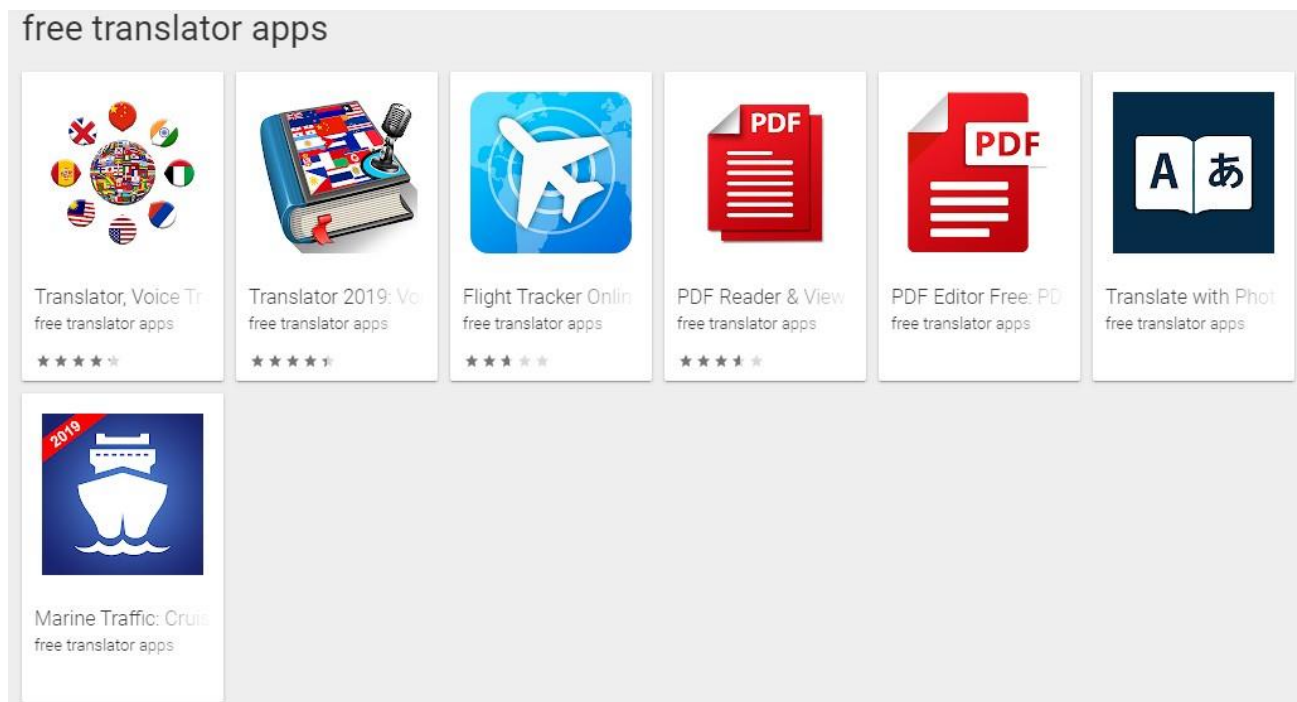 free translator apps
PDF
PDF
A あ
Translator, Voice Tr
free translator apps
Translator 2019: Vo
free translator apps
Flight Tracker Onlin
free translator apps
PDF Reader & View
free translator apps
PDF Editor Free: PD
free translator apps
Translate with Phot
free translator apps
2019
Marine Traffic: Cruis
free translator apps